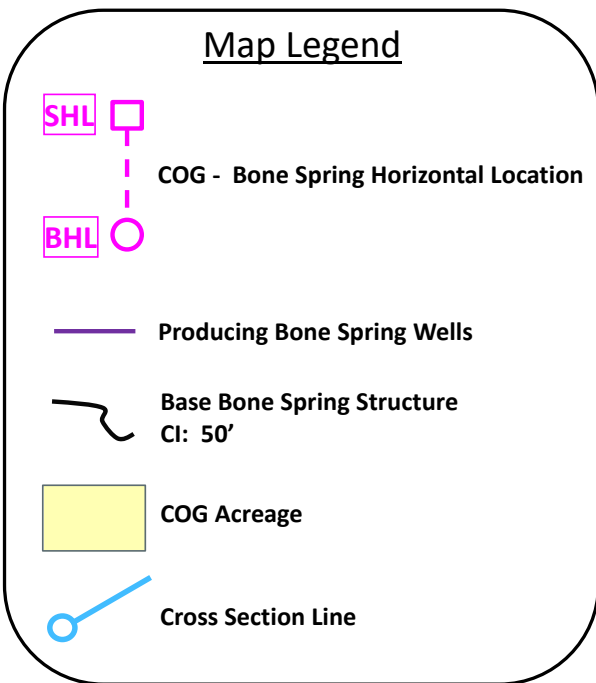 Map Legend
SHL
COG - Bone Spring Horizontal Location
BHL
Producing Bone Spring Wells
Base Bone Spring Structure
CI: 50’
COG Acreage
Cross Section Line